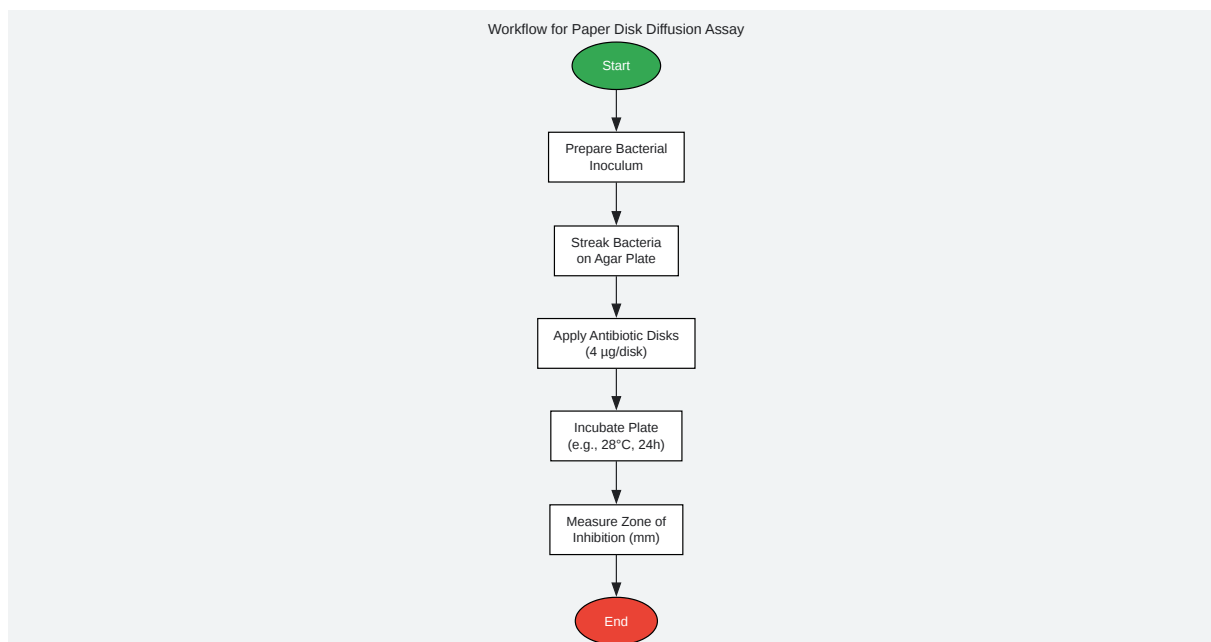 Workflow for Paper Disk Diffusion Assay
Start
Prepare Bacterial
Inoculum
Streak Bacteria
on Agar Plate
Apply Antibiotic Disks
(4 µg/disk)
Incubate Plate
(e.g., 28°C, 24h)
Measure Zone of
Inhibition (mm)
End